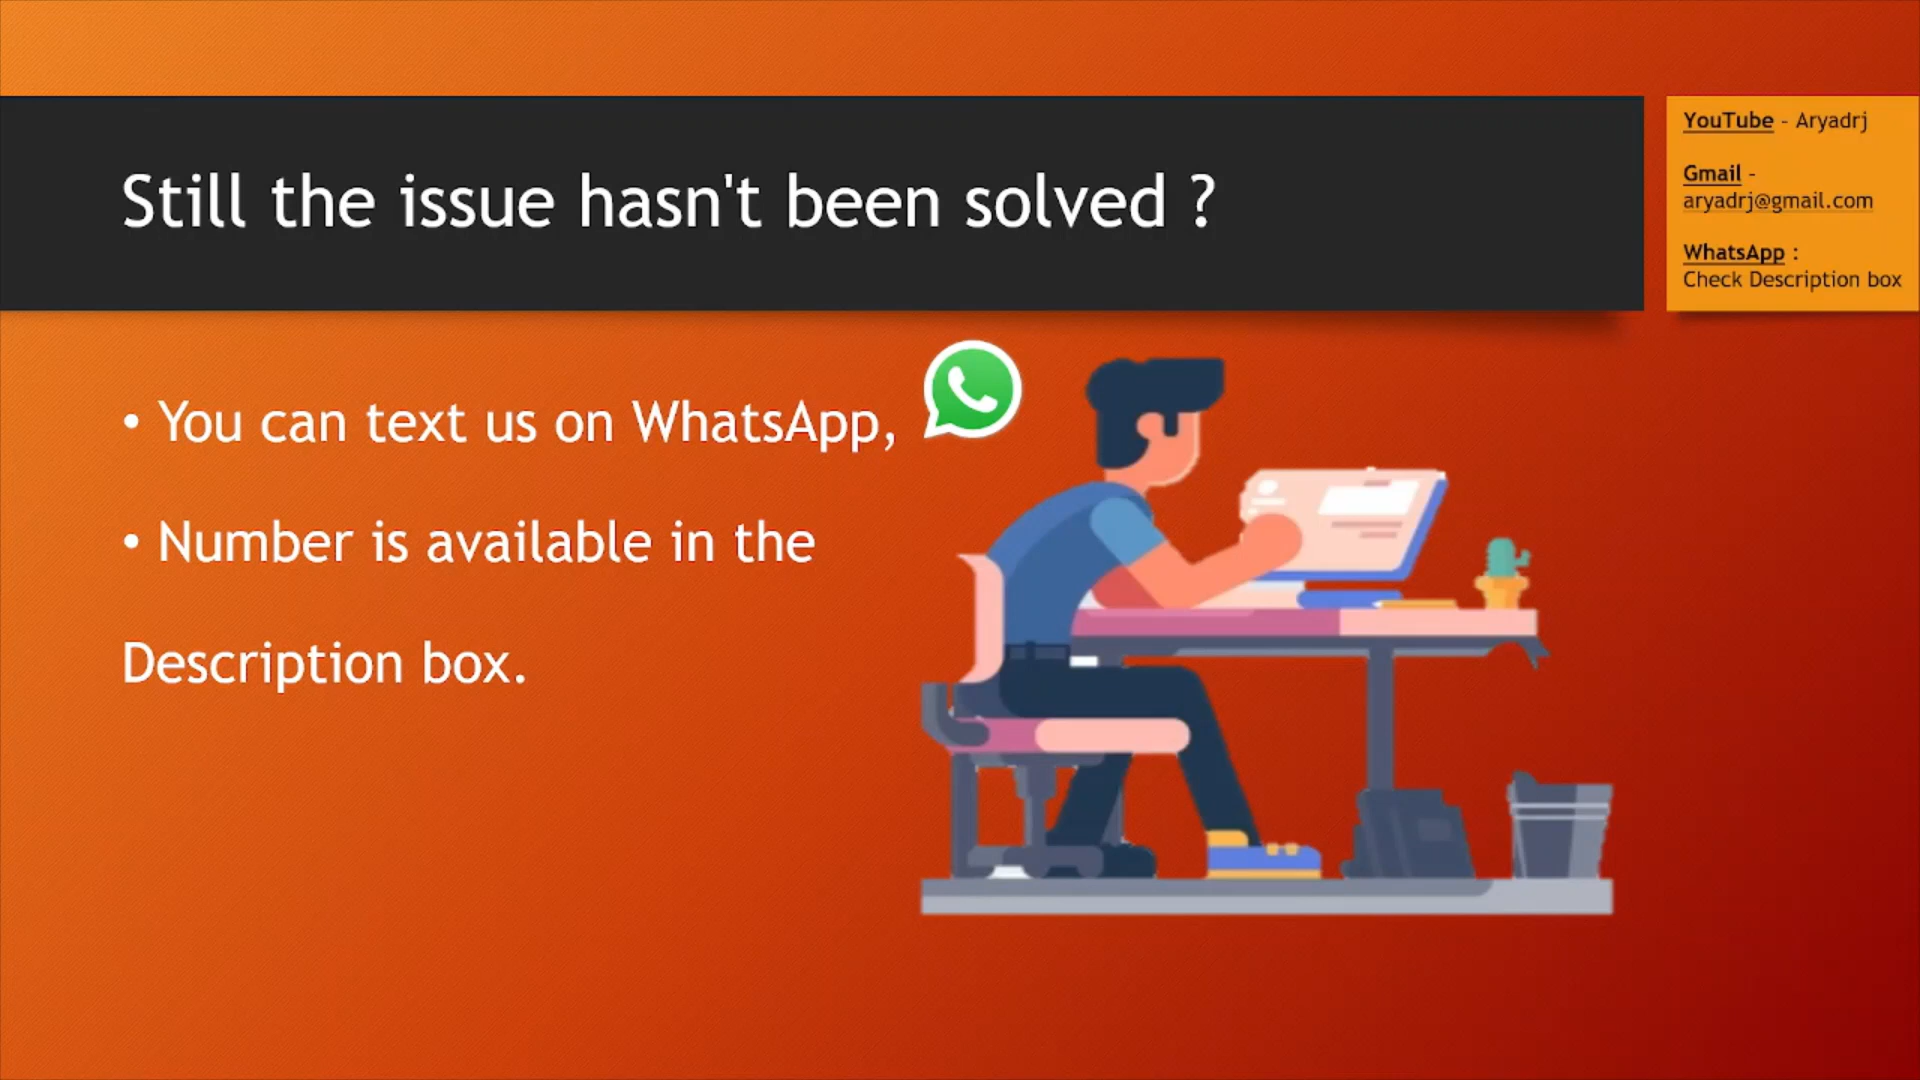 Still the issue hasn't been solved ?
YouTube - Aryadrj
Gmail -
aryadrj@gmail.com
WhatsApp :
Check Description box
• You can text us on WhatsApp,
• Number is available in the
Description box.